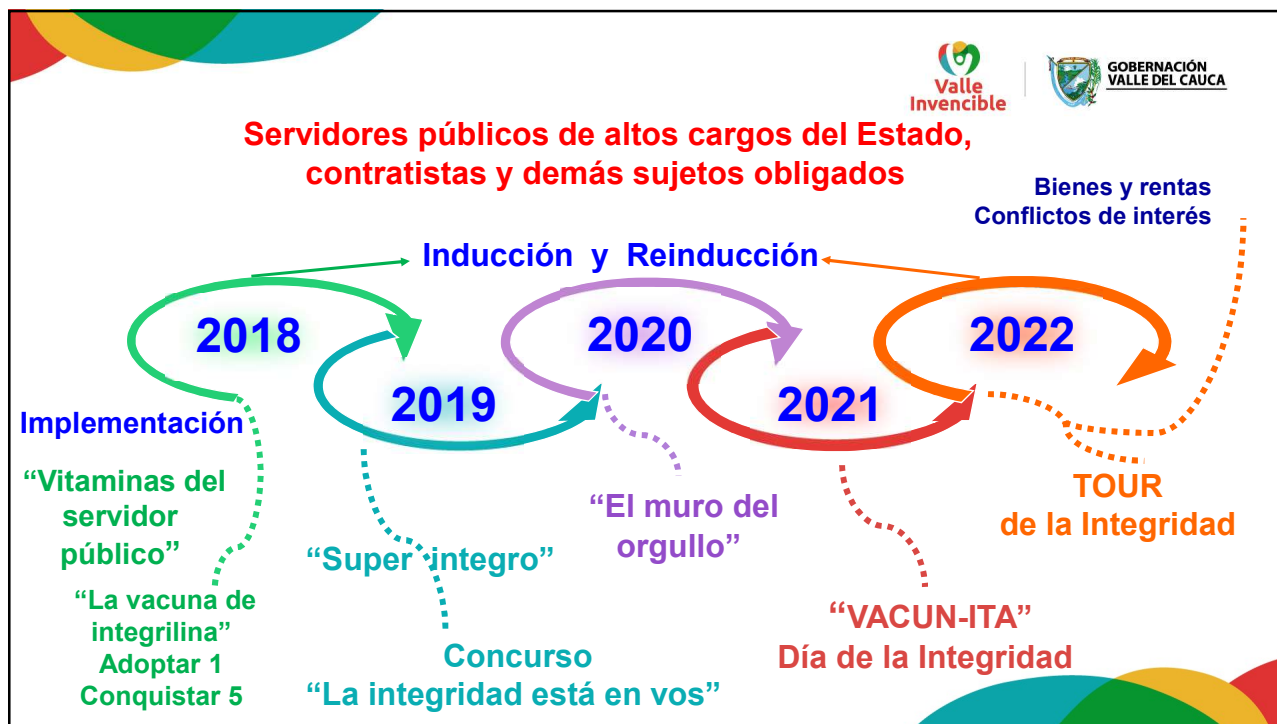 Valle
Invencible
GOBERNACIÓN
VALLE DEL CAUCA
Servidores públicos de altos cargos del Estado,
contratistas y demás sujetos obligados
Bienes y rentas
Conflictos de interés
Inducción y Reinducción
2018
2019
2020
2021
2022
Implementación
“Vitaminas del
servidor
público”
“La vacuna de
integrilina”
Adoptar 1
Conquistar 5
“Super integro”
Concurso
“La integridad está en vos”
“El muro del
orgullo”
“VACUN-ITA”
Día de la Integridad
TOUR
de la Integridad